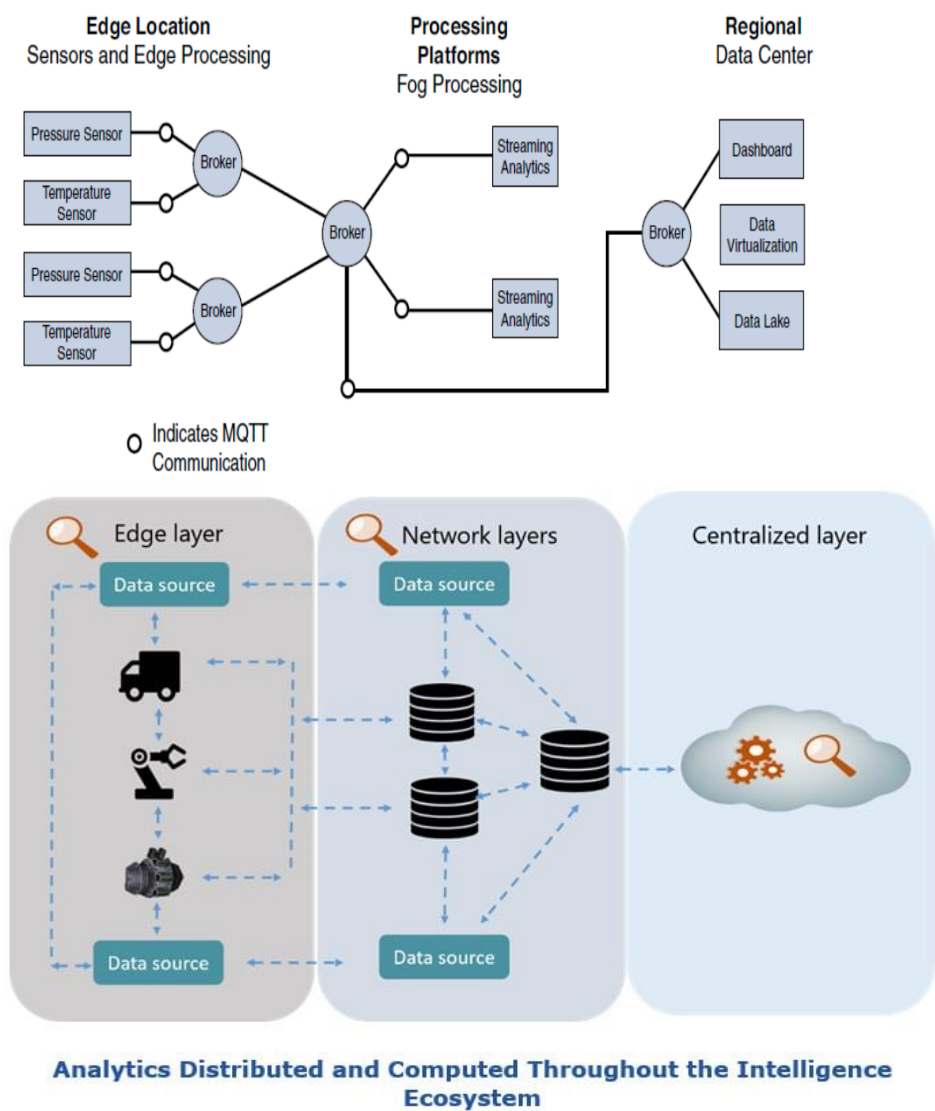 Edge Location
Sensors and Edge Processing
Processing
Platforms
Fog Processing
Regional
Data Center
Pressure Sensor
Temperature
Sensor
Pressure Sensor
Temperature
Sensor
Broker
Broker
Broker
Streaming
Analytics
Streaming
Analytics
Broker
Dashboard
Data
Virtualization
Data Lake
Indicates MQTT
Communication
Edge layer
Data source
Data source
Network layers
Data source
Data source
Centralized layer
Analytics Distributed and Computed Throughout the Intelligence
Ecosystem